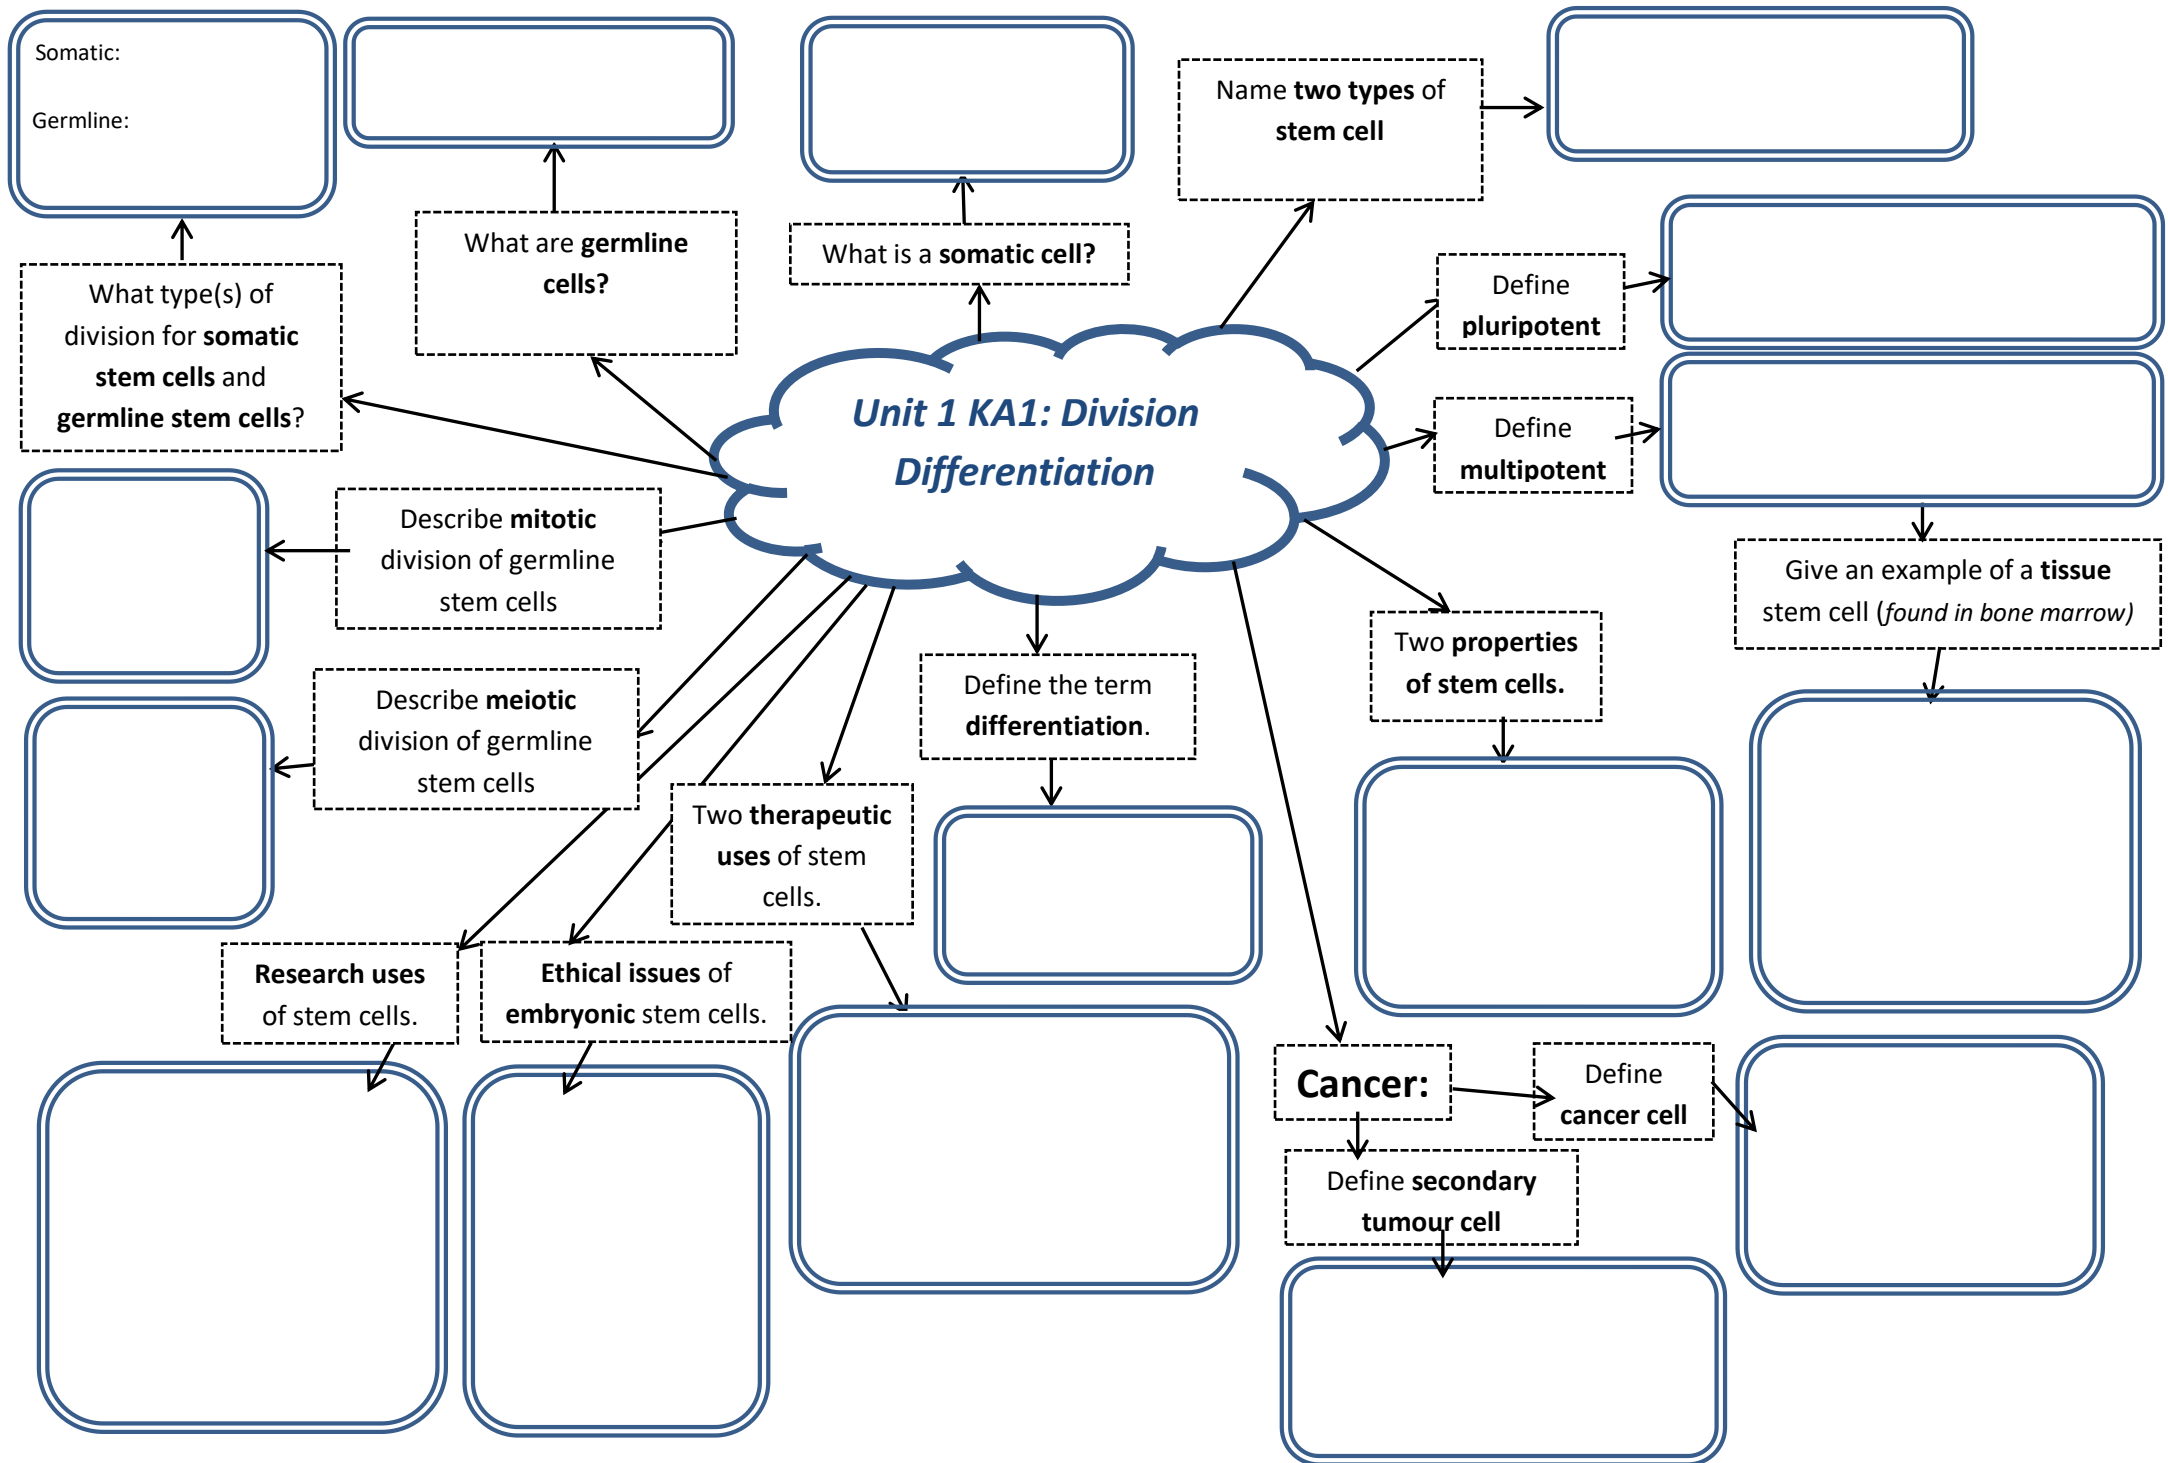 Somatic:
Germline:
Name two types of
stem cell
What are germline
cells?
What is a somatic cell?
What type(s) of
division for somatic
stem cells and
germline stem cells?
Define
pluripotent
Unit 1 KA1: Division
Differentiation
Define
multipotent
Describe mitotic
division of germline
stem cells
Give an example of a tissue
stem cell (found in bone marrow)
Two properties
of stem cells.
Define the term
differentiation.
Describe meiotic
division of germline
stem cells
Two therapeutic
uses of stem
cells.
Research uses
of stem cells.
Ethical issues of
embryonic stem cells.
Cancer:
Define
cancer cell
Define secondary
tumour cell